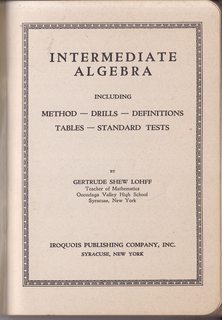 INTERMEDIATE
ALGEBRA
INCLUDING
METHOD — DRILLS — DEFINITIONS
TABLES — STANDARD TESTS
BY
GERTRUDE SHEW LOHFF
Teacher of Mathematics
Onondaga Valley High School
Syracuse, New York
IROQUOIS PUBLISHING COMPANY, INC.
SYRACUSE, NEW YORK